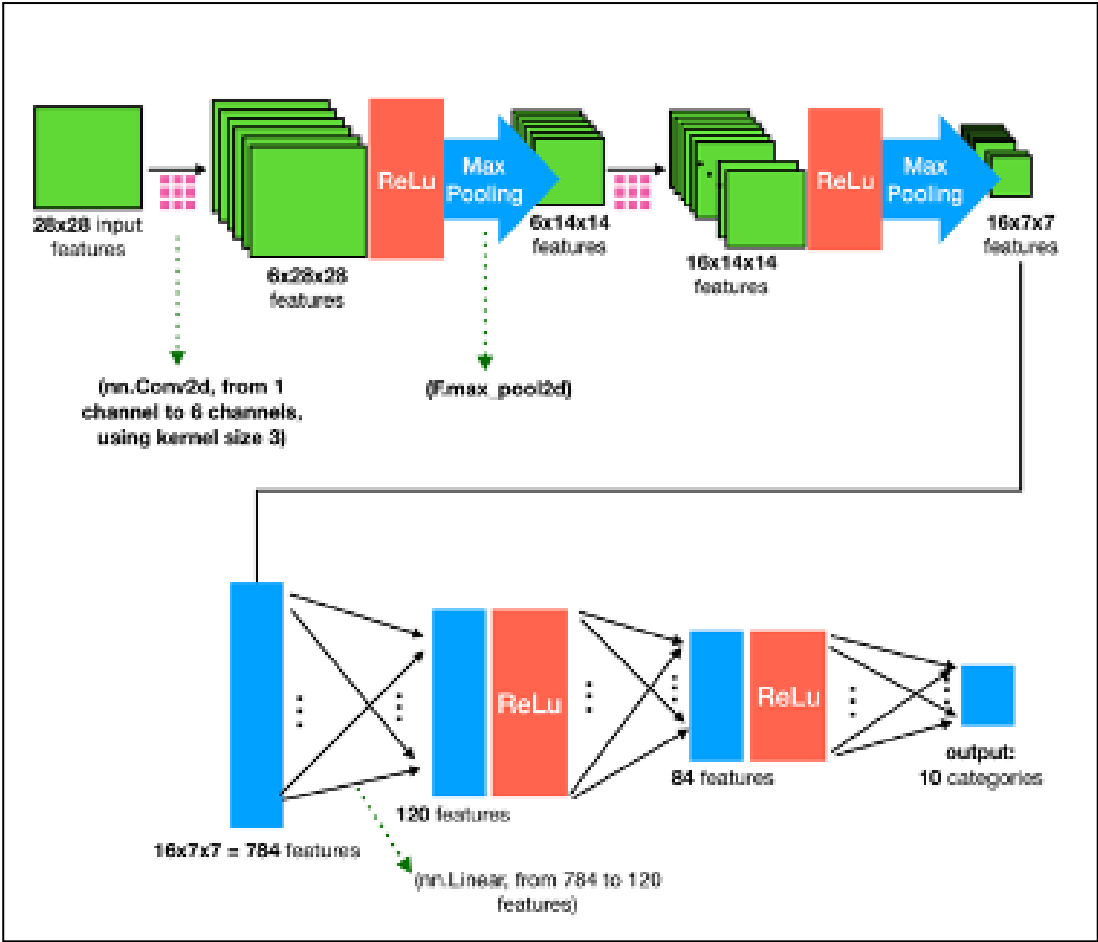 28x28 input
features
6x28x28
features
ReLu
Max
Pooling
6x14x14
features
16x14x14
features
ReLu
Max
Pooling
16x7x7
features
(nn.Conv2d, from 1
channel to 6 channels,
using kernel size 3)
(F.max_pool2d)
16x7x7 = 784 features
120 features
ReLu
84 features
ReLu
output:
10 categories
(nn.Linear, from 784 to 120
features)